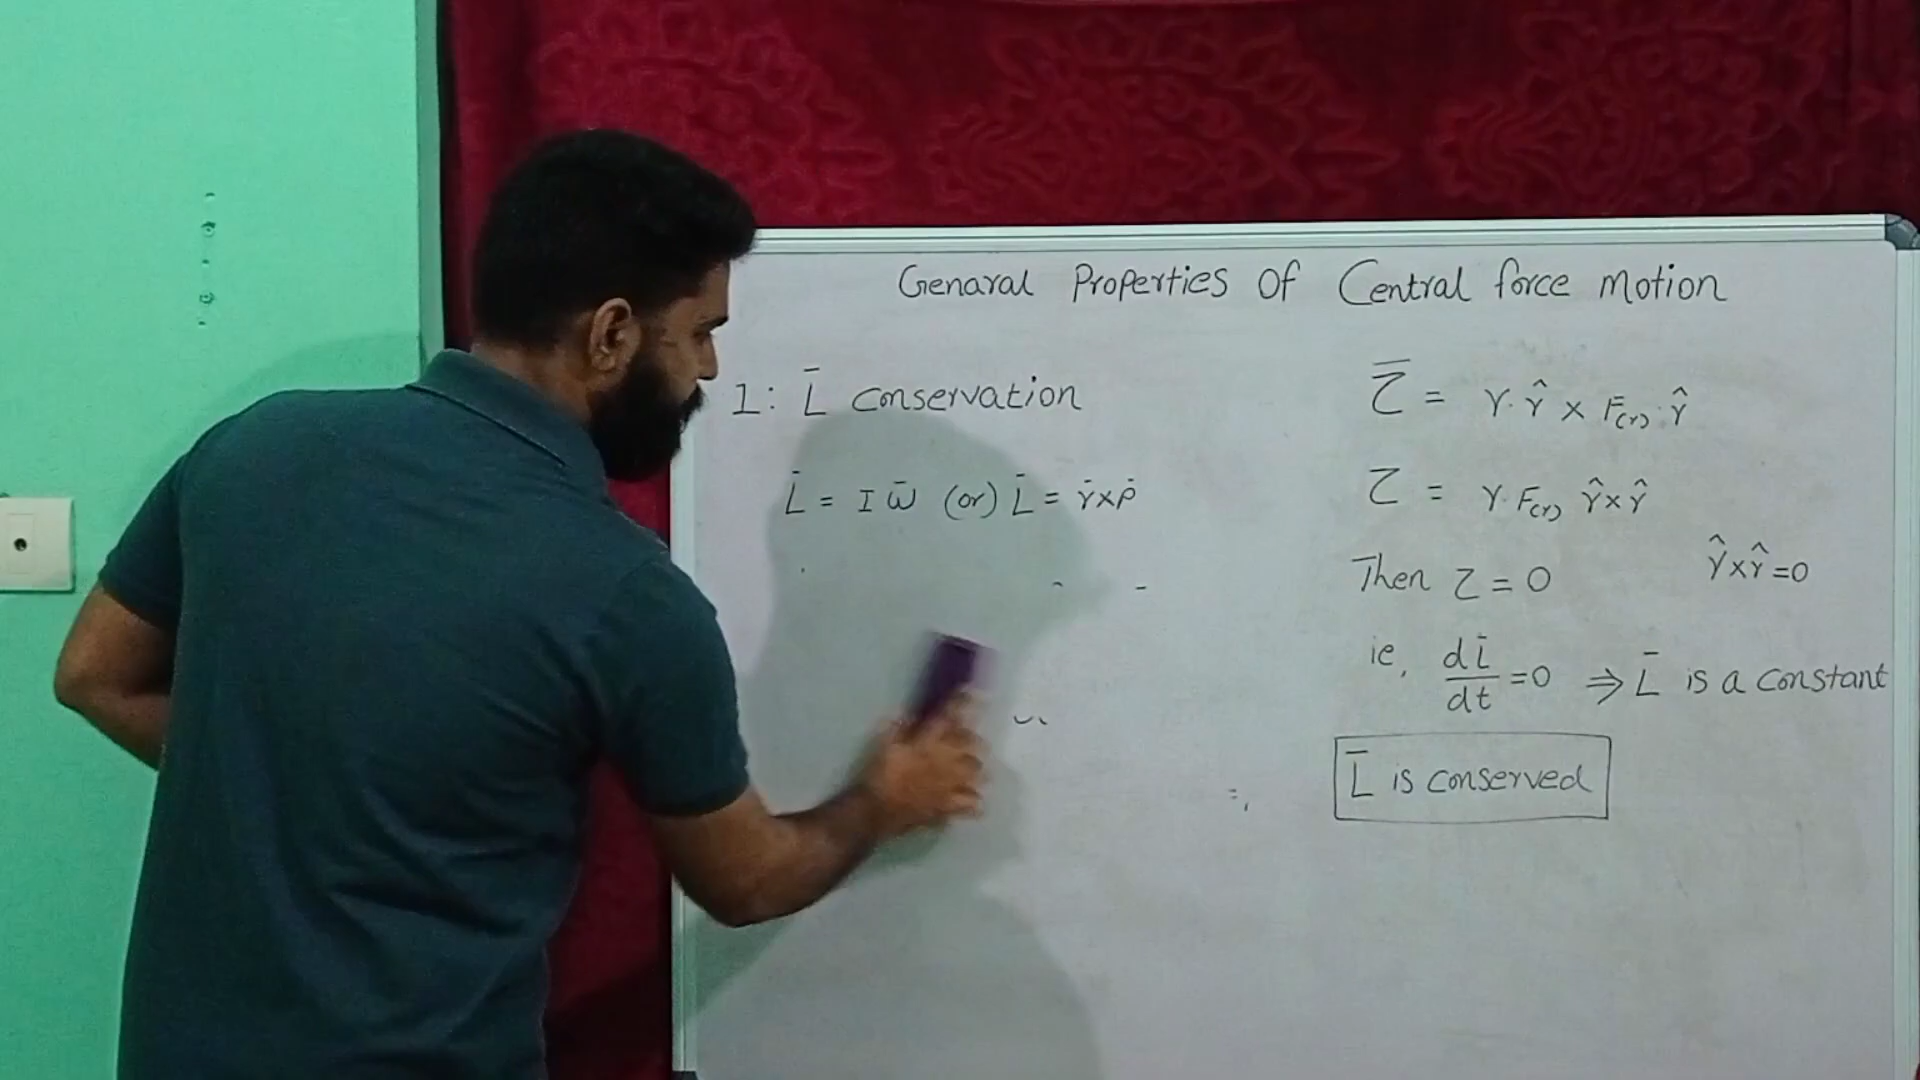 Genaral Properties Of Central force motion
1: L̄ conservation
L̄ = I ω̄ (or) L̄ = r̄×p̄
τ̄ = r·r̂ × F(r)·r̂
τ = r·F(r) r̂×r̂
Then τ = 0 r̂×r̂=0
ie, dL̄/dt =0 ⇒ L̄ is a constant
L̄ is conserved